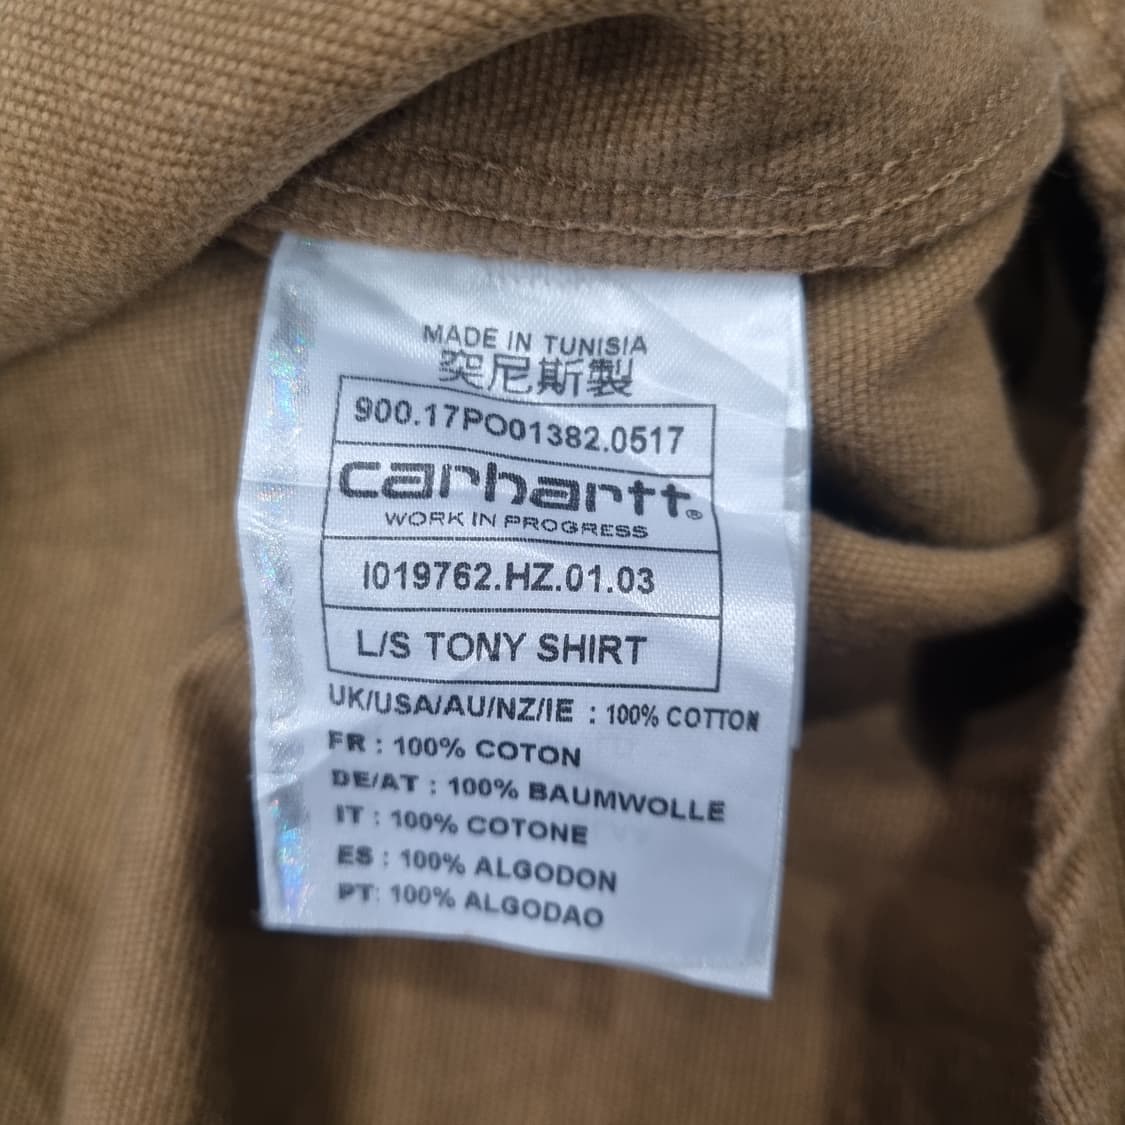 MADE IN TUNISIA
突尼斯製
900.17PO01382.0517
carhartt®
WORK IN PROGRESS
I019762.HZ.01.03
L/S TONY SHIRT
UK/USA/AU/NZ/IE : 100% COTTON
FR : 100% COTON
DE/AT : 100% BAUMWOLLE
IT : 100% COTONE
ES : 100% ALGODON
PT: 100% ALGODAO